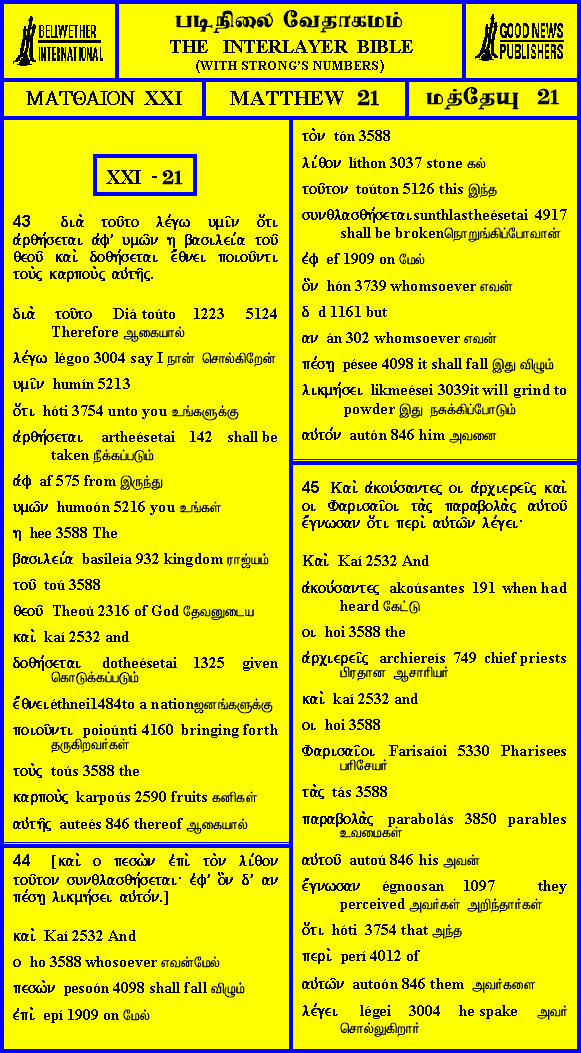 BELLWETHER
INTERNATIONAL
படிநிலை வேதாகமம்
THE INTERLAYER BIBLE
(WITH STRONG'S NUMBERS)
GOOD NEWS
PUBLISHERS
ΜΑΤΘΑΙΟΝ XXI
MATTHEW 21
மத்தேயு 21
XXI - 21
43 διὰ τοῦτο λέγω υμῖν ὅτι
ἀρθήσεται ἀφ' υμῶν η βασιλεία τοῦ
θεοῦ καὶ δοθήσεται ἔθνει ποιοῦντι
τοὺς καρποὺς αὐτῆς.
διὰ τοῦτο Diá toúto 1223 5124
Therefore ஆகையால்
λέγω légoo 3004 say I நான் சொல்கிறேன்
υμῖν humín 5213
ὅτι hóti 3754 unto you உங்களுக்கு
ἀρθήσεται artheésetai 142 shall be
taken நீக்கப்படும்
ἀφ af 575 from இருந்து
υμῶν humoón 5216 you உங்கள்
η hee 3588 The
βασιλεία basileía 932 kingdom ராஜ்யம்
τοῦ toú 3588
θεοῦ Theoú 2316 of God தேவனுடைய
καὶ kaí 2532 and
δοθήσεται dotheésetai 1325 given
கொடுக்கப்படும்
ἔθνει éthnei1484to a nationஜனங்களுக்கு
ποιοῦντι poioúnti 4160 bringing forth
தருகிறவர்கள்
τοὺς toús 3588 the
καρποὺς karpoús 2590 fruits கனிகள்
αὐτῆς auteés 846 thereof ஆகையால்
44 [καὶ ο πεσὼν ἐπὶ τὸν λίθον
τοῦτον συνθλασθήσεται· ἐφ' ὃν δ' αν
πέσῃ λικμήσει αὐτόν.]
καὶ Kaí 2532 And
ο ho 3588 whosoever எவன்மேல்
πεσὼν pesoón 4098 shall fall விழும்
ἐπὶ epí 1909 on மேல்
τὸν tón 3588
λίθον líthon 3037 stone கல்
τοῦτον toúton 5126 this இந்த
συνθλασθήσεται sunthlastheésetai 4917
shall be brokenநொறுங்கிப்போவான்
ἐφ ef 1909 on மேல்
ὃν hón 3739 whomsoever எவன்
δ d 1161 but
αν án 302 whomsoever எவன்
πέσῃ pésee 4098 it shall fall இது விழும்
λικμήσει likmeései 3039it will grind to
powder இது நசுக்கிப்போடும்
αὐτόν autón 846 him அவனை
45 Καὶ ἀκούσαντες οι ἀρχιερεῖς καὶ
οι Φαρισαῖοι τὰς παραβολὰς αὐτοῦ
ἔγνωσαν ὅτι περὶ αὐτῶν λέγει·
Καὶ Kaí 2532 And
ἀκούσαντες akoúsantes 191 when had
heard கேட்டு
οι hoi 3588 the
ἀρχιερεῖς archiereís 749 chief priests
பிரதான ஆசாரியர்
καὶ kaí 2532 and
οι hoi 3588
Φαρισαῖοι Farisaíoi 5330 Pharisees
பரிசேயர்
τὰς tás 3588
παραβολὰς parabolás 3850 parables
உவமைகள்
αὐτοῦ autoú 846 his அவன்
ἔγνωσαν égnoosan 1097 they
perceived அவர்கள் அறிந்தார்கள்
ὅτι hóti 3754 that அந்த
περὶ perí 4012 of
αὐτῶν autoón 846 them அவர்களை
λέγει légei 3004 he spake அவர்
சொல்லுகிறார்